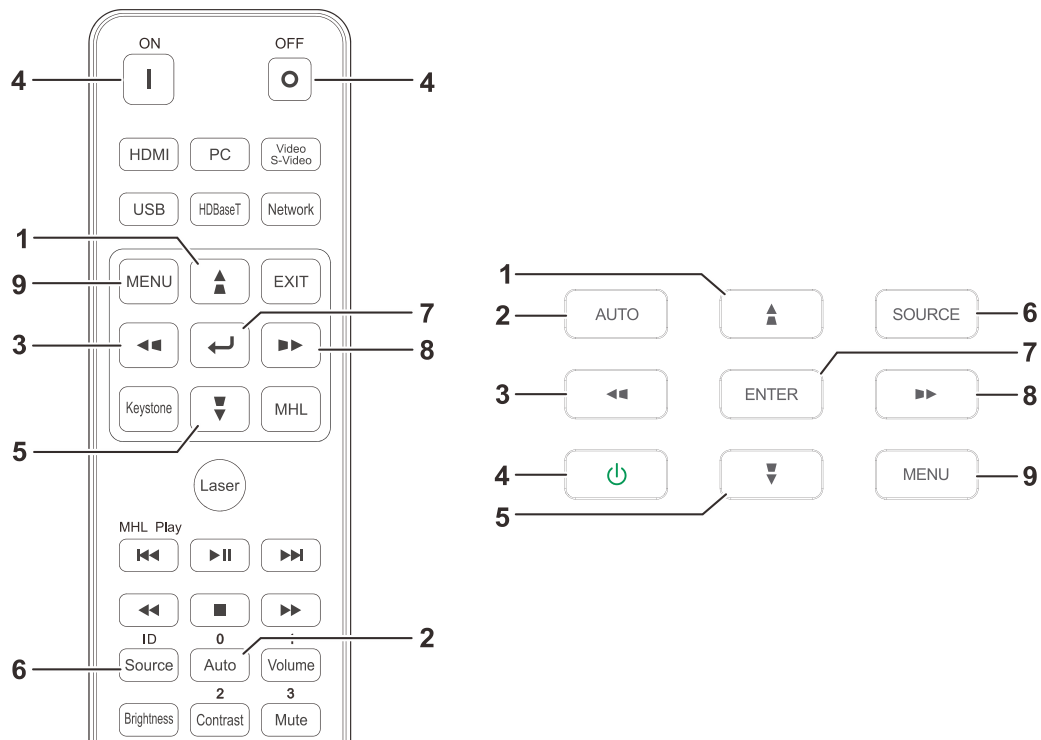 ON OFF
4 4
HDMI PC Video
S-Video
USB HDBaseT Network
1
9 MENU EXIT
7
3 8
Keystone MHL
5
Laser
MHL Play
ID 0
2
6 Source Auto Volume
2 3
Brightness Contrast Mute
1
2 AUTO SOURCE 6
7
3 ENTER 8
4 MENU 9
5